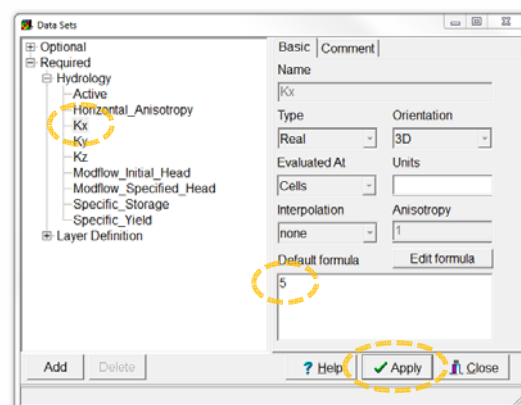 Data Sets
Optional
Required
Hydrology
Active
Horizontal_Anisotropy
Kx
Ky
Kz
Modflow_Initial_Head
Modflow_Specified_Head
Specific_Storage
Specific_Yield
Layer Definition
Basic Comment
Name
Kx
Type Orientation
Real 3D
Evaluated At Units
Cells
Interpolation Anisotropy
none 1
Default formula Edit formula
5
Add Delete ? Help Apply Close